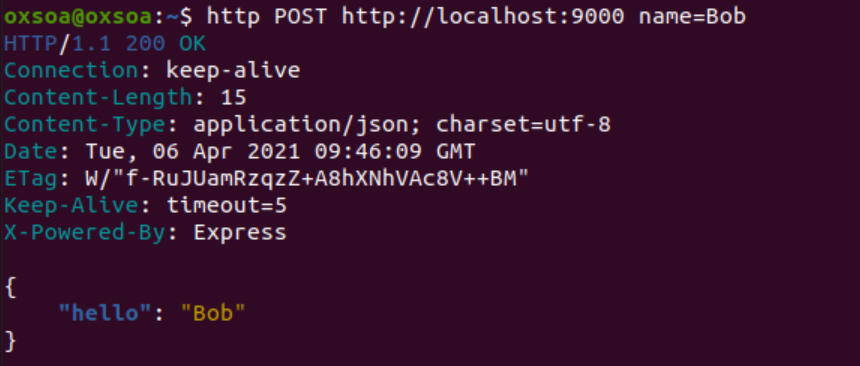 oxsoa@oxsoa:~$ http POST http://localhost:9000 name=Bob
HTTP/1.1 200 OK
Connection: keep-alive
Content-Length: 15
Content-Type: application/json; charset=utf-8
Date: Tue, 06 Apr 2021 09:46:09 GMT
ETag: W/"f-RuJUamRzqzZ+A8hXNhVAc8V++BM"
Keep-Alive: timeout=5
X-Powered-By: Express
{
    "hello": "Bob"
}